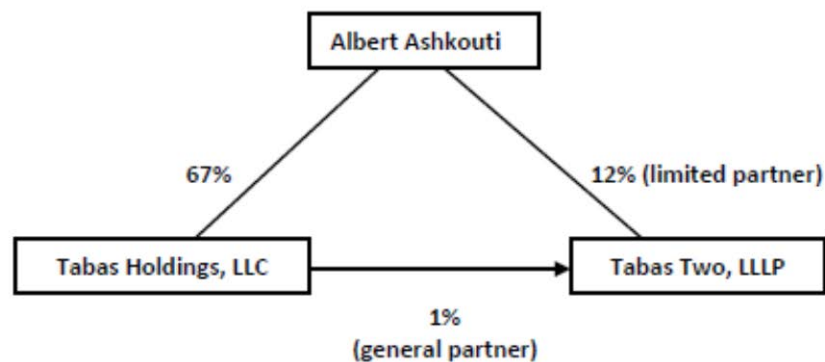 Albert Ashkouti
67%
12% (limited partner)
Tabas Holdings, LLC
Tabas Two, LLLP
1%
(general partner)